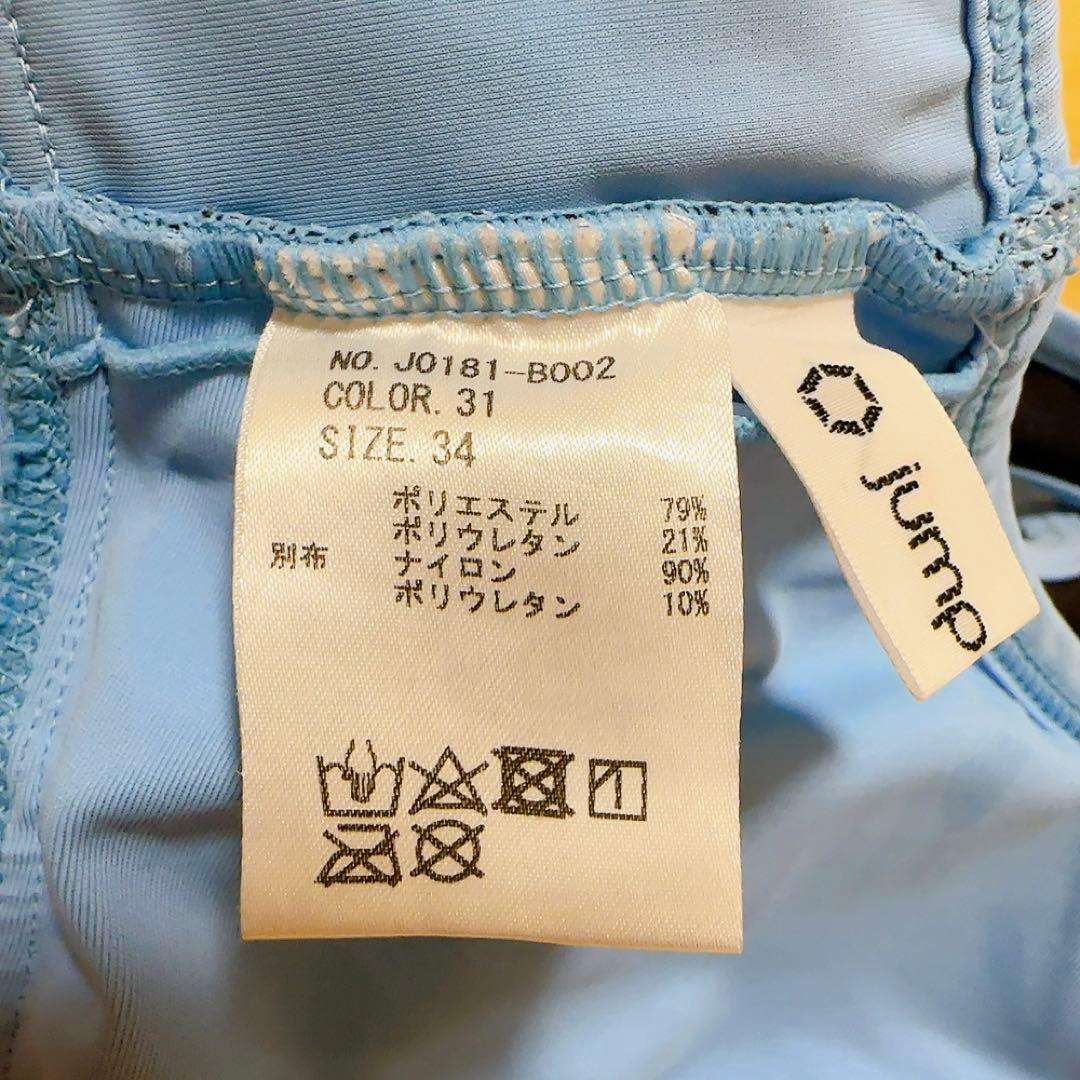 NO. J0181-B002
COLOR. 31
SIZE. 34
ポリエステル 79%
ポリウレタン 21%
別布 ナイロン 90%
ポリウレタン 10%
jump